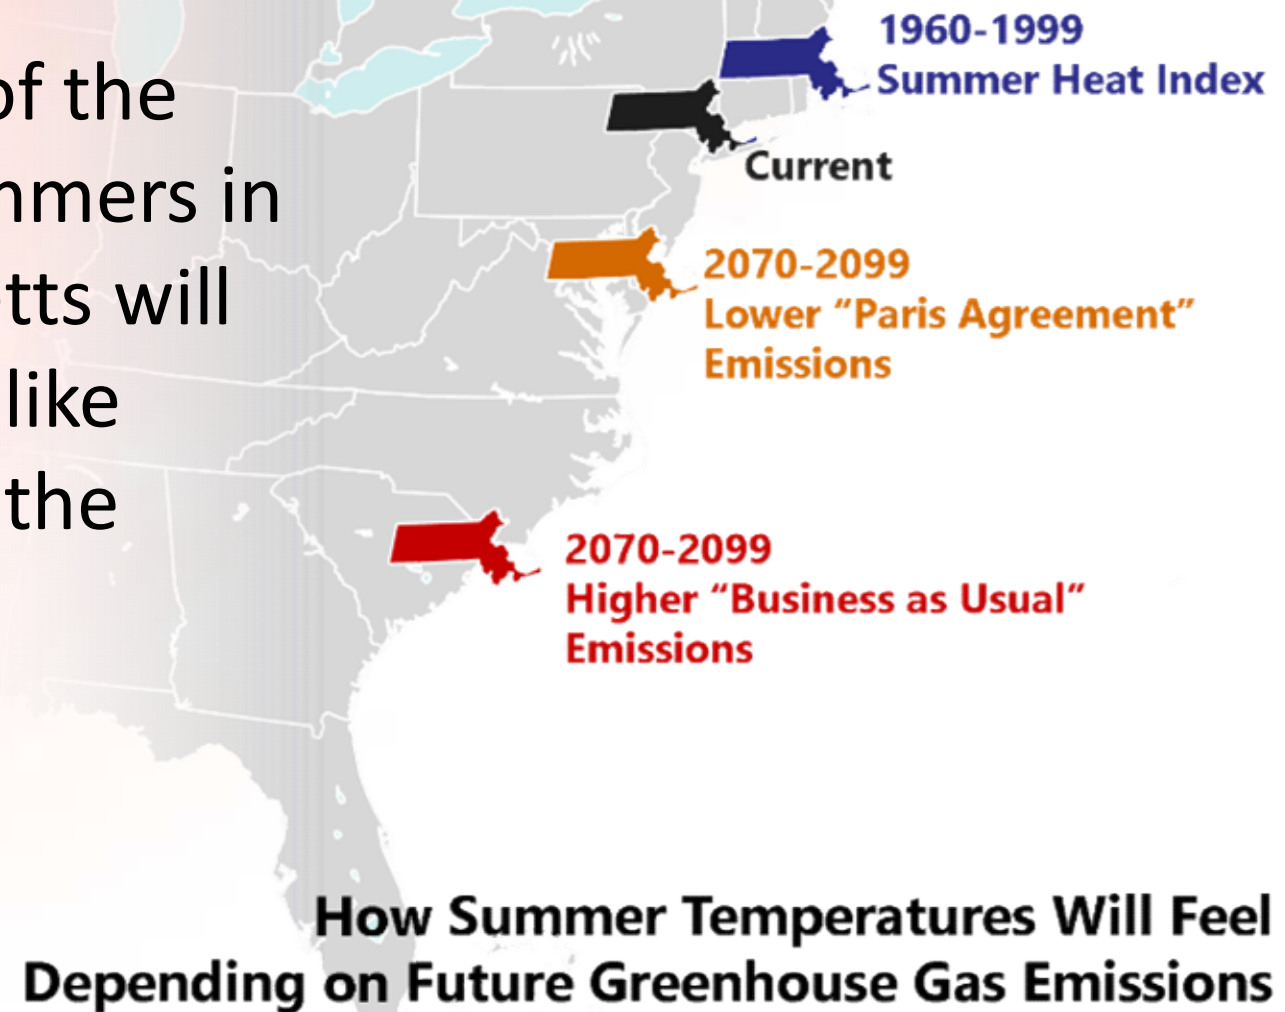 of the
mmers in
etts will
like
the
1960-1999
Summer Heat Index
Current
2070-2099
Lower “Paris Agreement”
Emissions
2070-2099
Higher “Business as Usual”
Emissions
How Summer Temperatures Will Feel
Depending on Future Greenhouse Gas Emissions